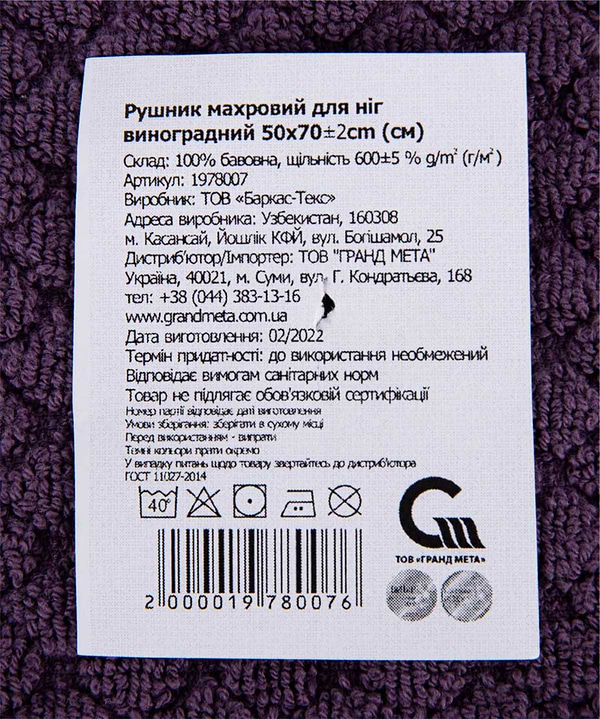 Рушник махровий для ніг
виноградний 50x70±2cm (см)
Склад: 100% бавовна, щільність 600±5 % g/m² (г/м²)
Артикул: 1978007
Виробник: ТОВ «Баркас-Текс»
Адреса виробника: Узбекистан, 160308
м. Касансай, Йошлік КФЙ, вул. Богішамол, 25
Дистриб'ютор/Імпортер: ТОВ "ГРАНД МЕТА"
Україна, 40021, м. Суми, вул. Г. Кондратьєва, 168
тел: +38 (044) 383-13-16
www.grandmeta.com.ua
Дата виготовлення: 02/2022
Термін придатності: до використання необмежений
Відповідає вимогам санітарних норм
Товар не підлягає обов'язковій сертифікації
Номер партії відповідає даті виготовлення
Умови зберігання: зберігати в сухому місці
Перед використанням - випрати
Темні кольори прати окремо
У випадку питань щодо товару звертайтесь до дистриб'ютора
ГОСТ 11027-2014
40°
ТОВ «ГРАНД МЕТА»
2 000019 780076